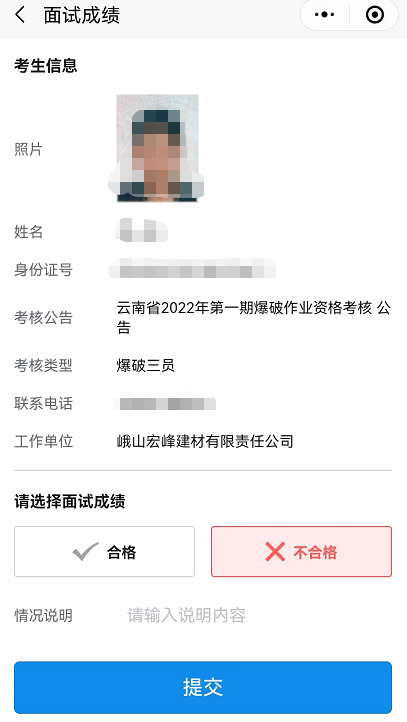 面试成绩
考生信息
照片
姓名
身份证号
考核公告 云南省2022年第一期爆破作业资格考核 公
告
考核类型 爆破三员
联系电话
工作单位 峨山宏峰建材有限责任公司
请选择面试成绩
合格 不合格
情况说明 请输入说明内容
提交